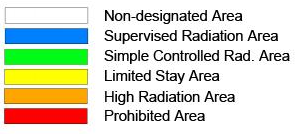 Non-designated Area
Supervised Radiation Area
Simple Controlled Rad. Area
Limited Stay Area
High Radiation Area
Prohibited Area